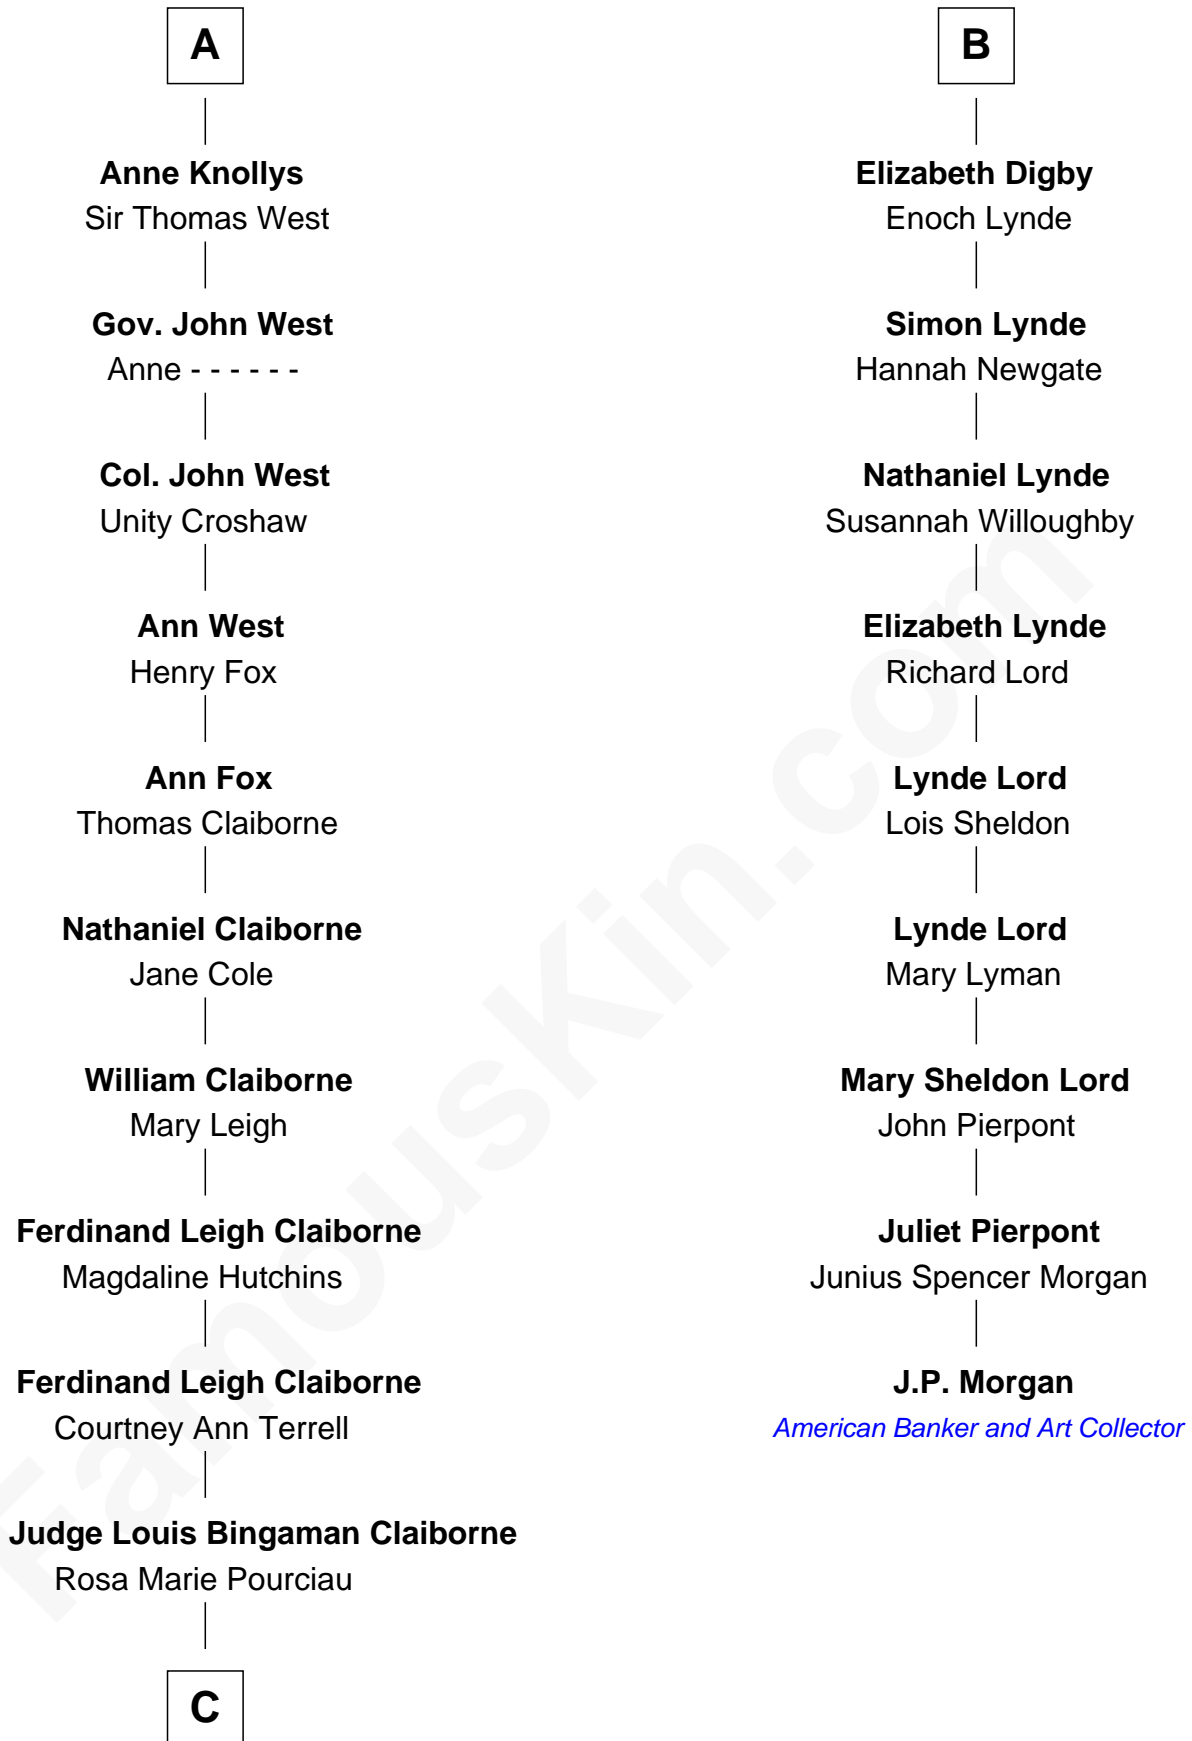 A
Anne Knollys
Sir Thomas West
Gov. John West
Anne - - - - - -
Col. John West
Unity Croshaw
Ann West
Henry Fox
Ann Fox
Thomas Claiborne
Nathaniel Claiborne
Jane Cole
William Claiborne
Mary Leigh
Ferdinand Leigh Claiborne
Magdaline Hutchins
Ferdinand Leigh Claiborne
Courtney Ann Terrell
Judge Louis Bingaman Claiborne
Rosa Marie Pourciau
C
B
Elizabeth Digby
Enoch Lynde
Simon Lynde
Hannah Newgate
Nathaniel Lynde
Susannah Willoughby
Elizabeth Lynde
Richard Lord
Lynde Lord
Lois Sheldon
Lynde Lord
Mary Lyman
Mary Sheldon Lord
John Pierpont
Juliet Pierpont
Junius Spencer Morgan
J.P. Morgan
American Banker and Art Collector
FamousKin.com